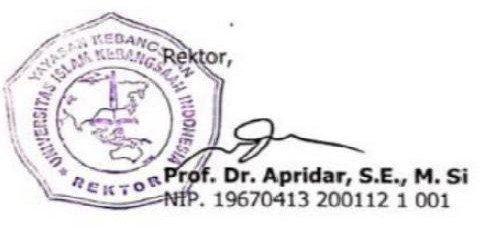 YAYASAN KEBANGSAAN
UNIVERSITAS ISLAM KEBANGSAAN INDONESIA
REKTOR
Rektor,
Prof. Dr. Apridar, S.E., M. Si
NIP. 19670413 200112 1 001